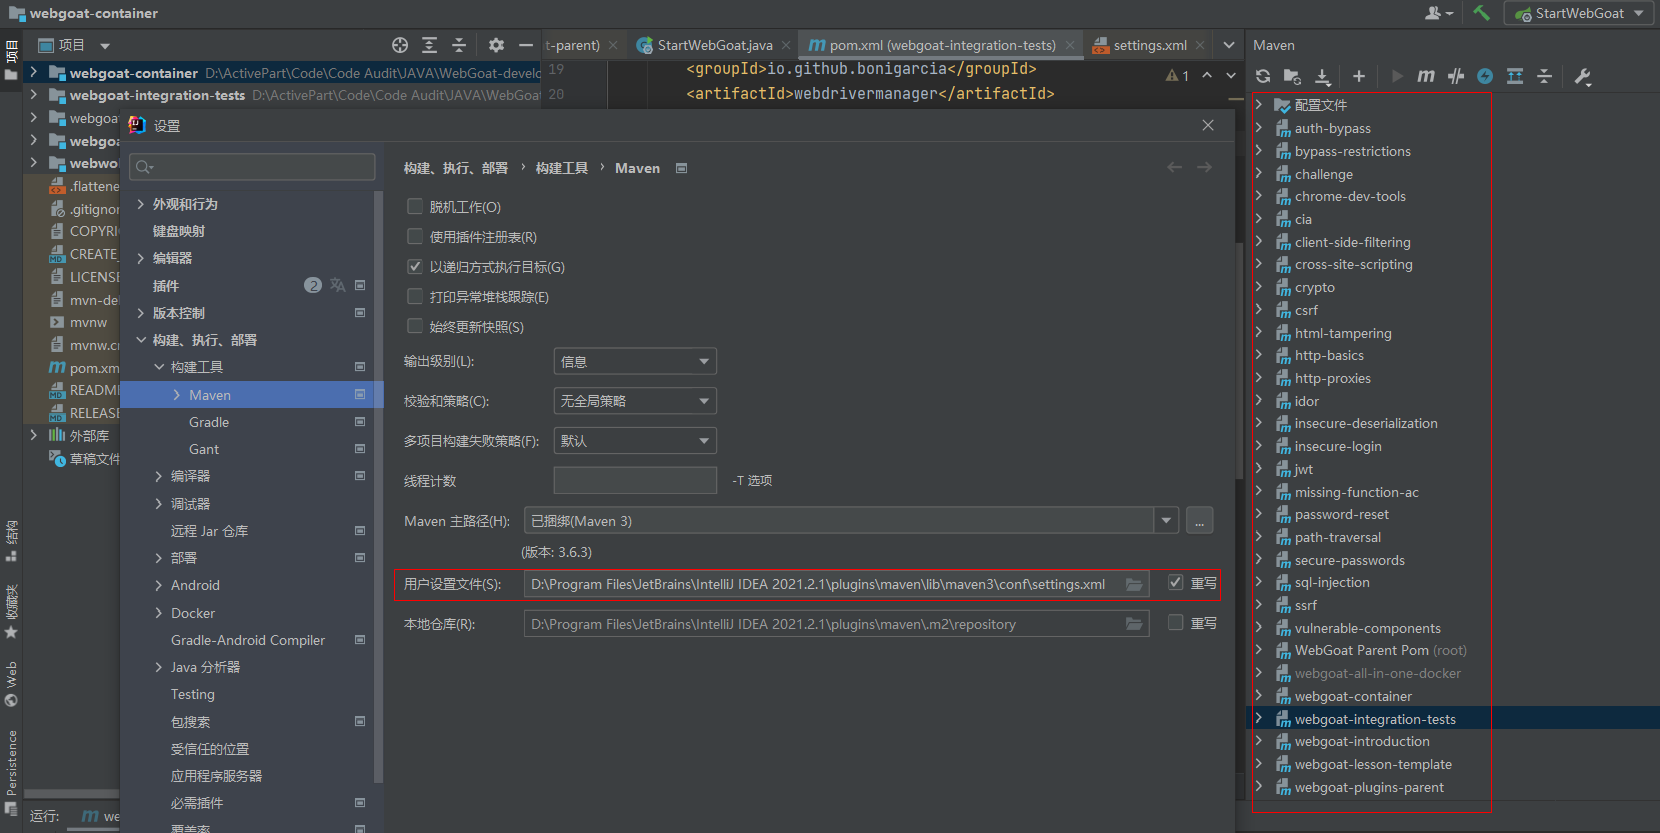 webgoat-container
StartWebGoat
项目
项目
t-parent)
StartWebGoat.java
pom.xml (webgoat-integration-tests)
settings.xml
Maven
webgoat-container D:\ActivePart\Code\Code Audit\JAVA\WebGoat-develo
webgoat-integration-tests D:\ActivePart\Code\Code Audit\JAVA\WebGoa
webgoa
webgoa
webwol
.flattene
.gitignor
COPYRI
CREATE_
LICENSE
mvn-de
mvnw
mvnw.cm
pom.xm
READM
RELEASE
外部库
草稿文件
19 <groupId>io.github.bonigarcia</groupId>
20 <artifactId>webdrivermanager</artifactId>
1
设置
外观和行为
键盘映射
编辑器
插件 2
版本控制
构建、执行、部署
构建工具
Maven
Gradle
Gant
编译器
调试器
远程 Jar 仓库
部署
Android
Docker
Gradle-Android Compiler
Java 分析器
Testing
包搜索
受信任的位置
应用程序服务器
必需插件
覆盖率
构建、执行、部署 › 构建工具 › Maven
脱机工作(O)
使用插件注册表(R)
以递归方式执行目标(G)
打印异常堆栈跟踪(E)
始终更新快照(S)
输出级别(L): 信息
校验和策略(C): 无全局策略
多项目构建失败策略(F): 默认
线程计数 -T 选项
Maven 主路径(H): 已捆绑(Maven 3) ...
(版本: 3.6.3)
用户设置文件(S): D:\Program Files\JetBrains\IntelliJ IDEA 2021.2.1\plugins\maven\lib\maven3\conf\settings.xml 重写
本地仓库(R): D:\Program Files\JetBrains\IntelliJ IDEA 2021.2.1\plugins\maven\.m2\repository 重写
配置文件
auth-bypass
bypass-restrictions
challenge
chrome-dev-tools
cia
client-side-filtering
cross-site-scripting
crypto
csrf
html-tampering
http-basics
http-proxies
idor
insecure-deserialization
insecure-login
jwt
missing-function-ac
password-reset
path-traversal
secure-passwords
sql-injection
ssrf
vulnerable-components
WebGoat Parent Pom (root)
webgoat-all-in-one-docker
webgoat-container
webgoat-integration-tests
webgoat-introduction
webgoat-lesson-template
webgoat-plugins-parent
结构
收藏夹
Web
Persistence
运行: we